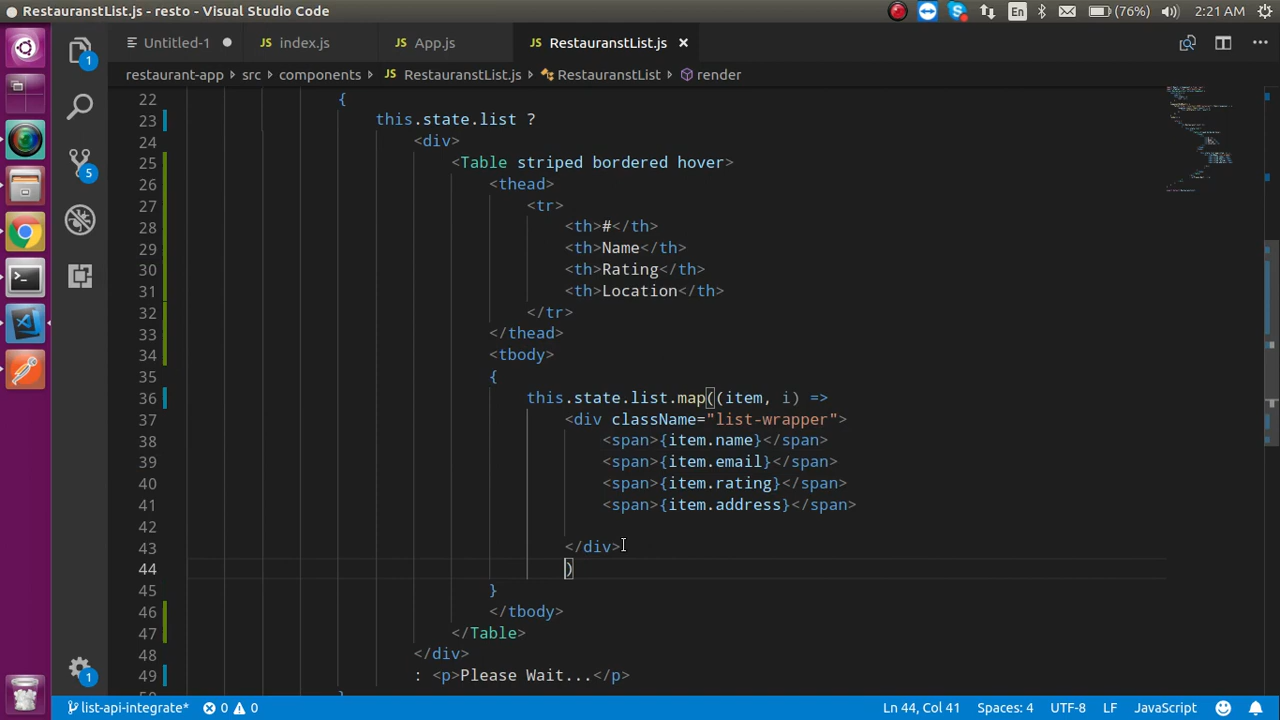 RestauranstList.js - resto - Visual Studio Code
En
(76%)
2:21 AM
Untitled-1
index.js
App.js
RestauranstList.js
restaurant-app
src
components
RestauranstList.js
RestauranstList
render
22 {
23 this.state.list ?
24 <div>
25 <Table striped bordered hover>
26 <thead>
27 <tr>
28 <th>#</th>
29 <th>Name</th>
30 <th>Rating</th>
31 <th>Location</th>
32 </tr>
33 </thead>
34 <tbody>
35 {
36 this.state.list.map((item, i) =>
37 <div className="list-wrapper">
38 <span>{item.name}</span>
39 <span>{item.email}</span>
40 <span>{item.rating}</span>
41 <span>{item.address}</span>
42
43 </div>
44 )
45 }
46 </tbody>
47 </Table>
48 </div>
49 : <p>Please Wait...</p>
1
5
1
list-api-integrate*
0
0
Ln 44, Col 41
Spaces: 4
UTF-8
LF
JavaScript